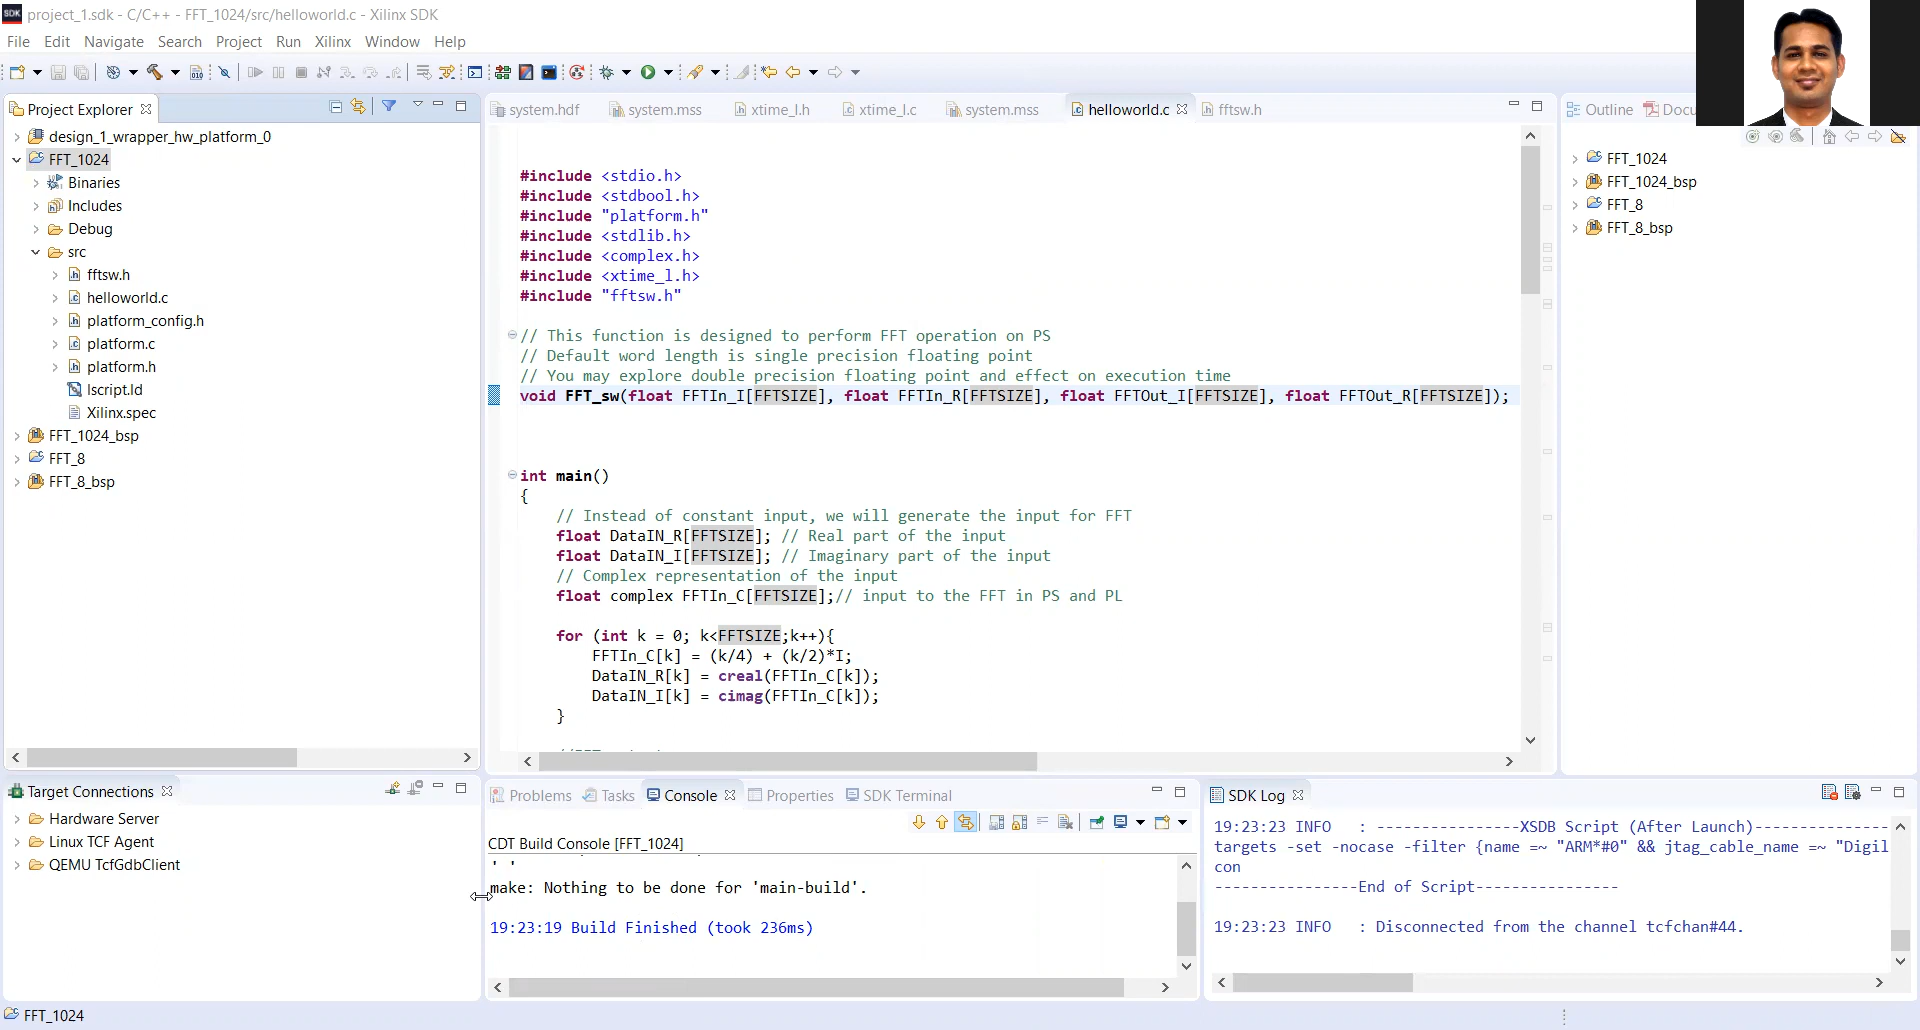 project_1.sdk - C/C++ - FFT_1024/src/helloworld.c - Xilinx SDK
File Edit Navigate Search Project Run Xilinx Window Help
Project Explorer
design_1_wrapper_hw_platform_0
FFT_1024
Binaries
Includes
Debug
src
fftsw.h
helloworld.c
platform_config.h
platform.c
platform.h
lscript.ld
Xilinx.spec
FFT_1024_bsp
FFT_8
FFT_8_bsp
system.hdf system.mss xtime_l.h xtime_l.c system.mss helloworld.c fftsw.h
#include <stdio.h>
#include <stdbool.h>
#include "platform.h"
#include <stdlib.h>
#include <complex.h>
#include <xtime_l.h>
#include "fftsw.h"
// This function is designed to perform FFT operation on PS
// Default word length is single precision floating point
// You may explore double precision floating point and effect on execution time
void FFT_sw(float FFTIn_I[FFTSIZE], float FFTIn_R[FFTSIZE], float FFTOut_I[FFTSIZE], float FFTOut_R[FFTSIZE]);
int main()
{
// Instead of constant input, we will generate the input for FFT
float DataIN_R[FFTSIZE]; // Real part of the input
float DataIN_I[FFTSIZE]; // Imaginary part of the input
// Complex representation of the input
float complex FFTIn_C[FFTSIZE];// input to the FFT in PS and PL
for (int k = 0; k<FFTSIZE;k++){
FFTIn_C[k] = (k/4) + (k/2)*I;
DataIN_R[k] = creal(FFTIn_C[k]);
DataIN_I[k] = cimag(FFTIn_C[k]);
}
Outline Docu
FFT_1024
FFT_1024_bsp
FFT_8
FFT_8_bsp
Target Connections
Hardware Server
Linux TCF Agent
QEMU TcfGdbClient
Problems Tasks Console Properties SDK Terminal
CDT Build Console [FFT_1024]
make: Nothing to be done for 'main-build'.
19:23:19 Build Finished (took 236ms)
SDK Log
19:23:23 INFO : ----------------XSDB Script (After Launch)---------------
targets -set -nocase -filter {name =~ "ARM*#0" && jtag_cable_name =~ "Digil
con
----------------End of Script----------------
19:23:23 INFO : Disconnected from the channel tcfchan#44.
FFT_1024